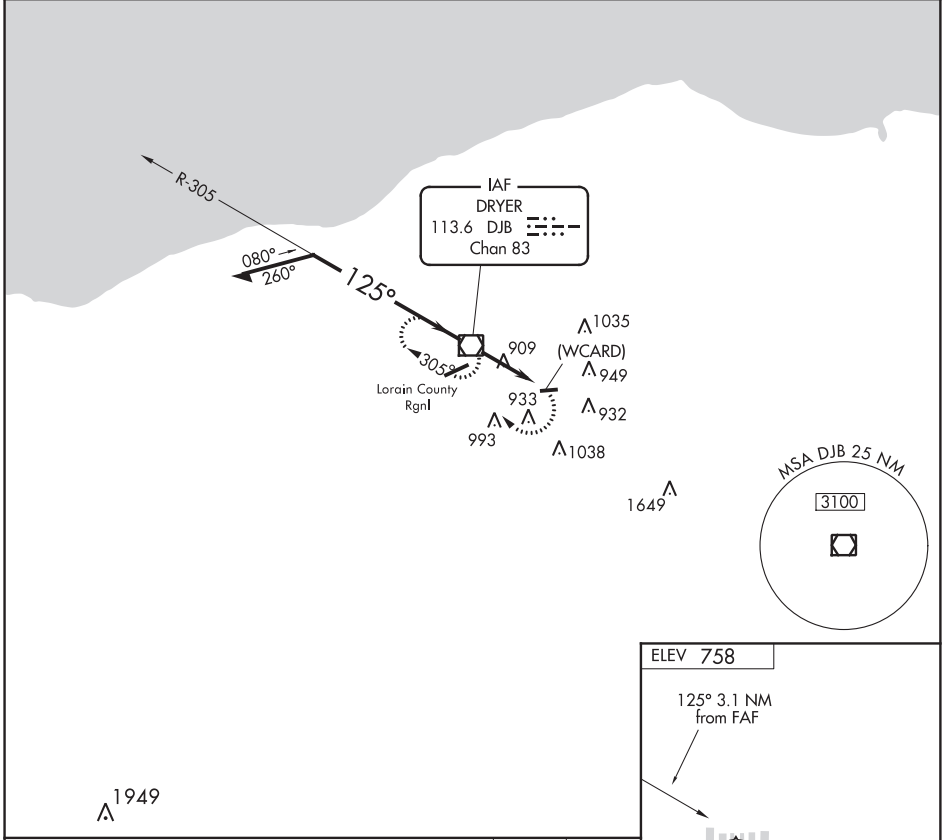 R-305
IAF
DRYER
113.6 DJB
Chan 83
080°
260°
125°
1035
909
(WCARD)
305°
949
Lorain County
Rgnl
933
932
993
1038
MSA DJB 25 NM
1649
3100
ELEV 758
125° 3.1 NM
from FAF
1949